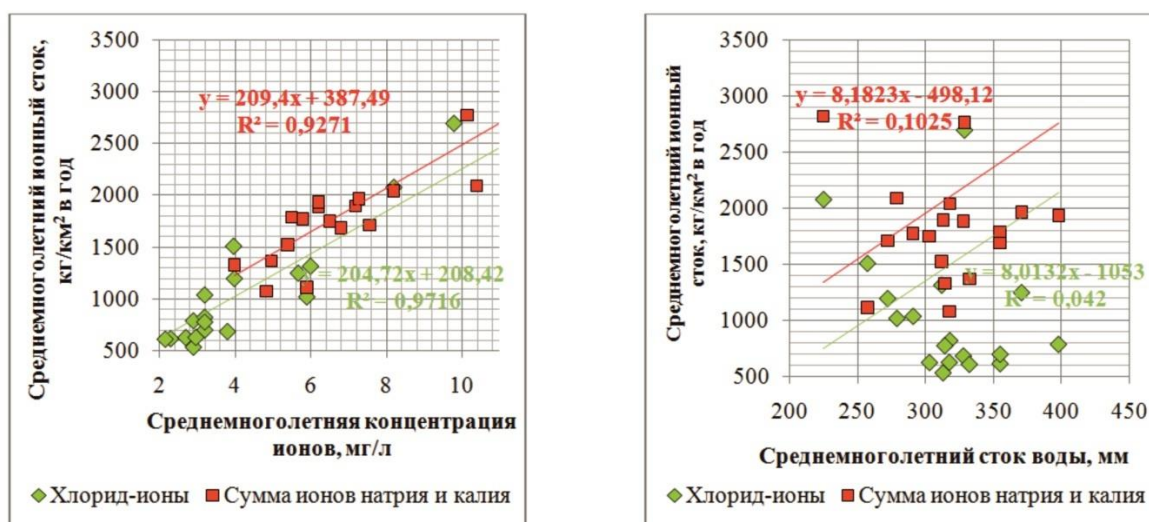 Среднемноголетний ионный сток,
кг/км² в год
3500
3000
2500
2000
1500
1000
500
y = 209,4x + 387,49
R² = 0,9271
y = 204,72x + 208,42
R² = 0,9716
2 4 6 8 10
Среднемноголетняя концентрация
ионов, мг/л
Хлорид-ионы Сумма ионов натрия и калия
Среднемноголетний ионный
сток, кг/км² в год
3500
3000
2500
2000
1500
1000
500
y = 8,1823x - 498,12
R² = 0,1025
y = 8,0132x - 1053
R² = 0,042
200 250 300 350 400 450
Среднемноголетний сток воды, мм
Хлорид-ионы Сумма ионов натрия и калия